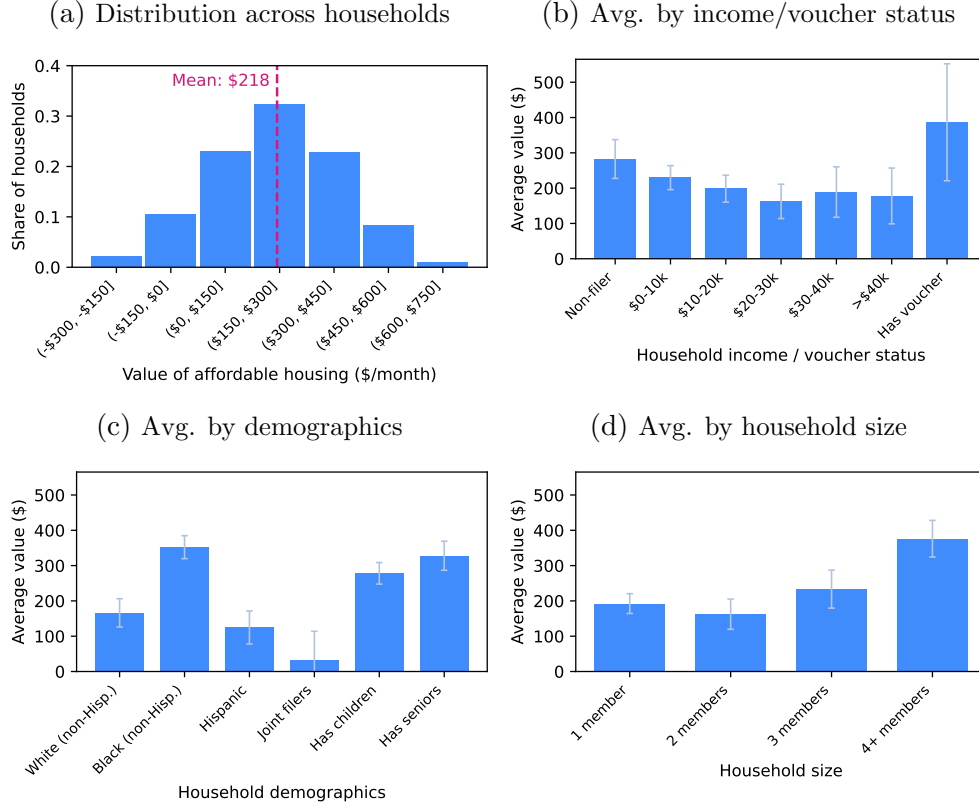 (a) Distribution across households
Share of households
0.4
0.3
0.2
0.1
0.0
Mean: $218
(-$300, -$150]
(-$150, $0]
($0, $150]
($150, $300]
($300, $450]
($450, $600]
($600, $750]
Value of affordable housing ($/month)
(b) Avg. by income/voucher status
Average value ($)
500
400
300
200
100
0
Non-filer
$0-10k
$10-20k
$20-30k
$30-40k
>$40k
Has voucher
Household income / voucher status
(c) Avg. by demographics
Average value ($)
500
400
300
200
100
0
White (non-Hisp.)
Black (non-Hisp.)
Hispanic
Joint filers
Has children
Has seniors
Household demographics
(d) Avg. by household size
Average value ($)
500
400
300
200
100
0
1 member
2 members
3 members
4+ members
Household size